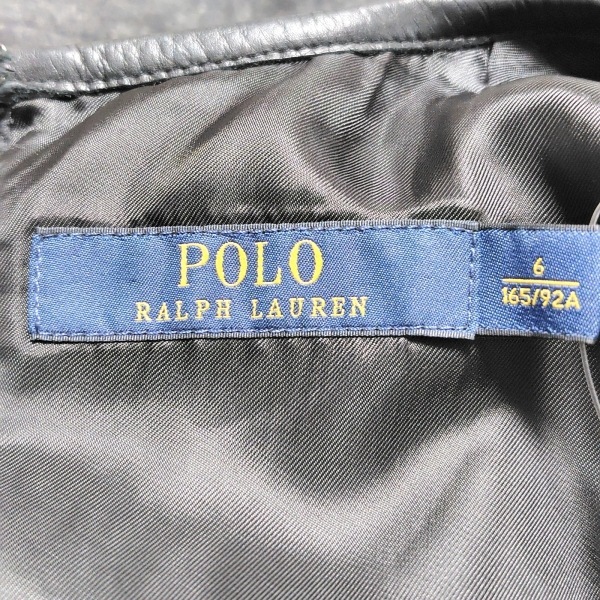 POLO
RALPH LAUREN
6
165/92A